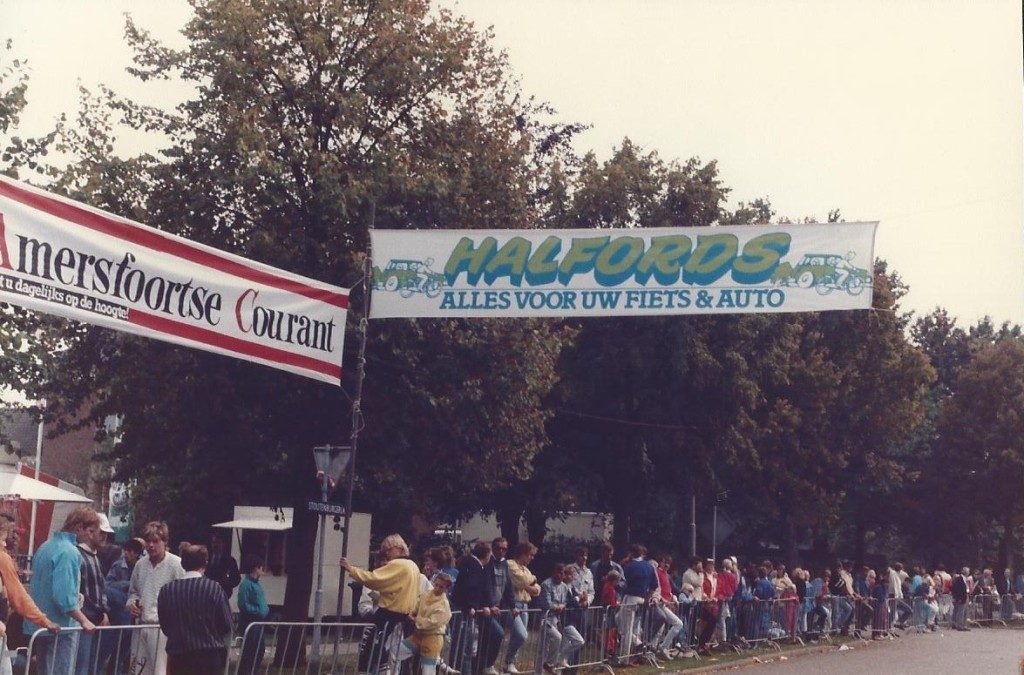 Amersfoortse Courant
t u dagelijks op de hoogte!
HALFORDS
ALLES VOOR UW FIETS & AUTO